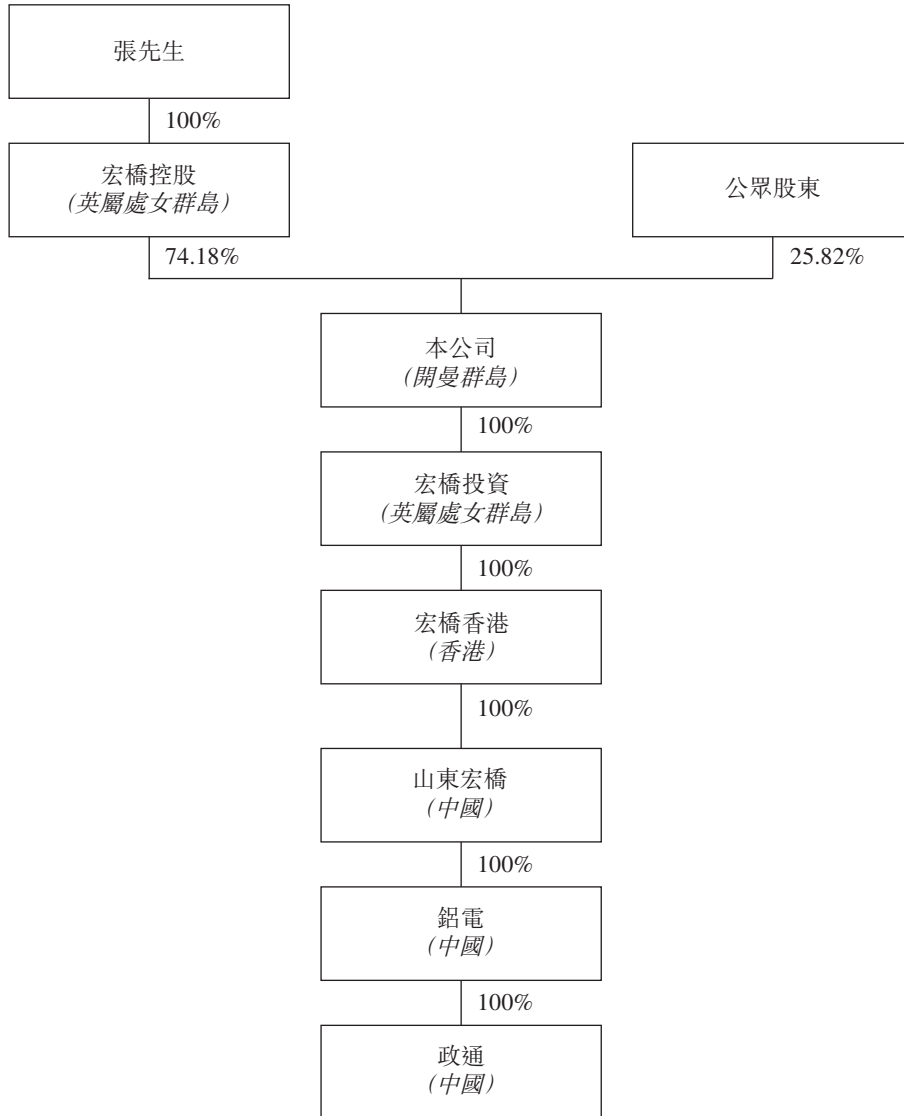 張先生
100%
宏橋控股
(英屬處女群島)
公眾股東
74.18%
25.82%
本公司
(開曼群島)
100%
宏橋投資
(英屬處女群島)
100%
宏橋香港
(香港)
100%
山東宏橋
(中國)
100%
鋁電
(中國)
100%
政通
(中國)